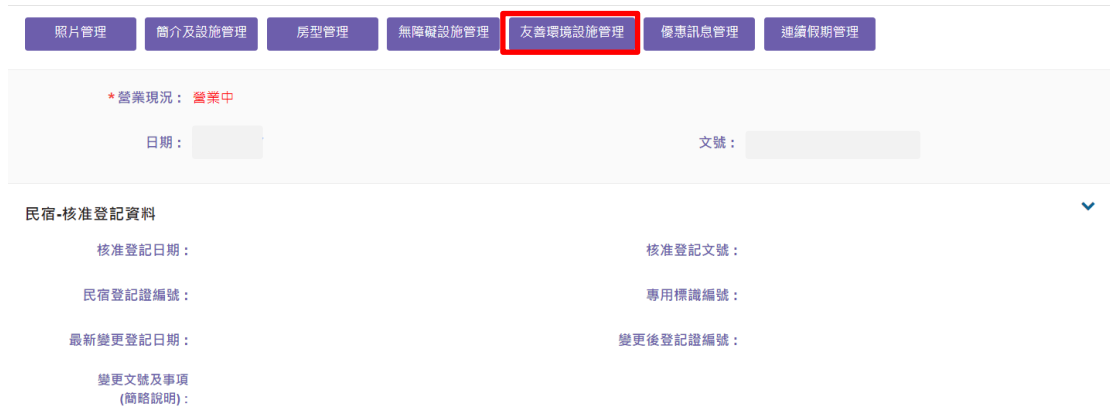 照片管理 簡介及設施管理 房型管理 無障礙設施管理 友善環境設施管理 優惠訊息管理 連續假期管理
*營業現況： 營業中
日期： 文號：
民宿-核准登記資料
核准登記日期： 核准登記文號：
民宿登記證編號： 專用標識編號：
最新變更登記日期： 變更後登記證編號：
變更文號及事項
(簡略說明)：